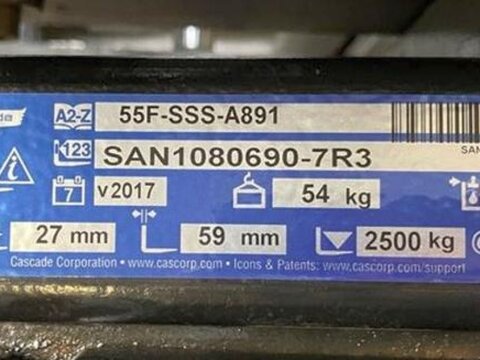 A2-Z 55F-SSS-A891
123 SAN1080690-7R3
SAN
7 v2017 54 kg
27 mm 59 mm 2500 kg
Cascade Corporation • www.cascorp.com • Icons & Patents: www.cascorp.com/support